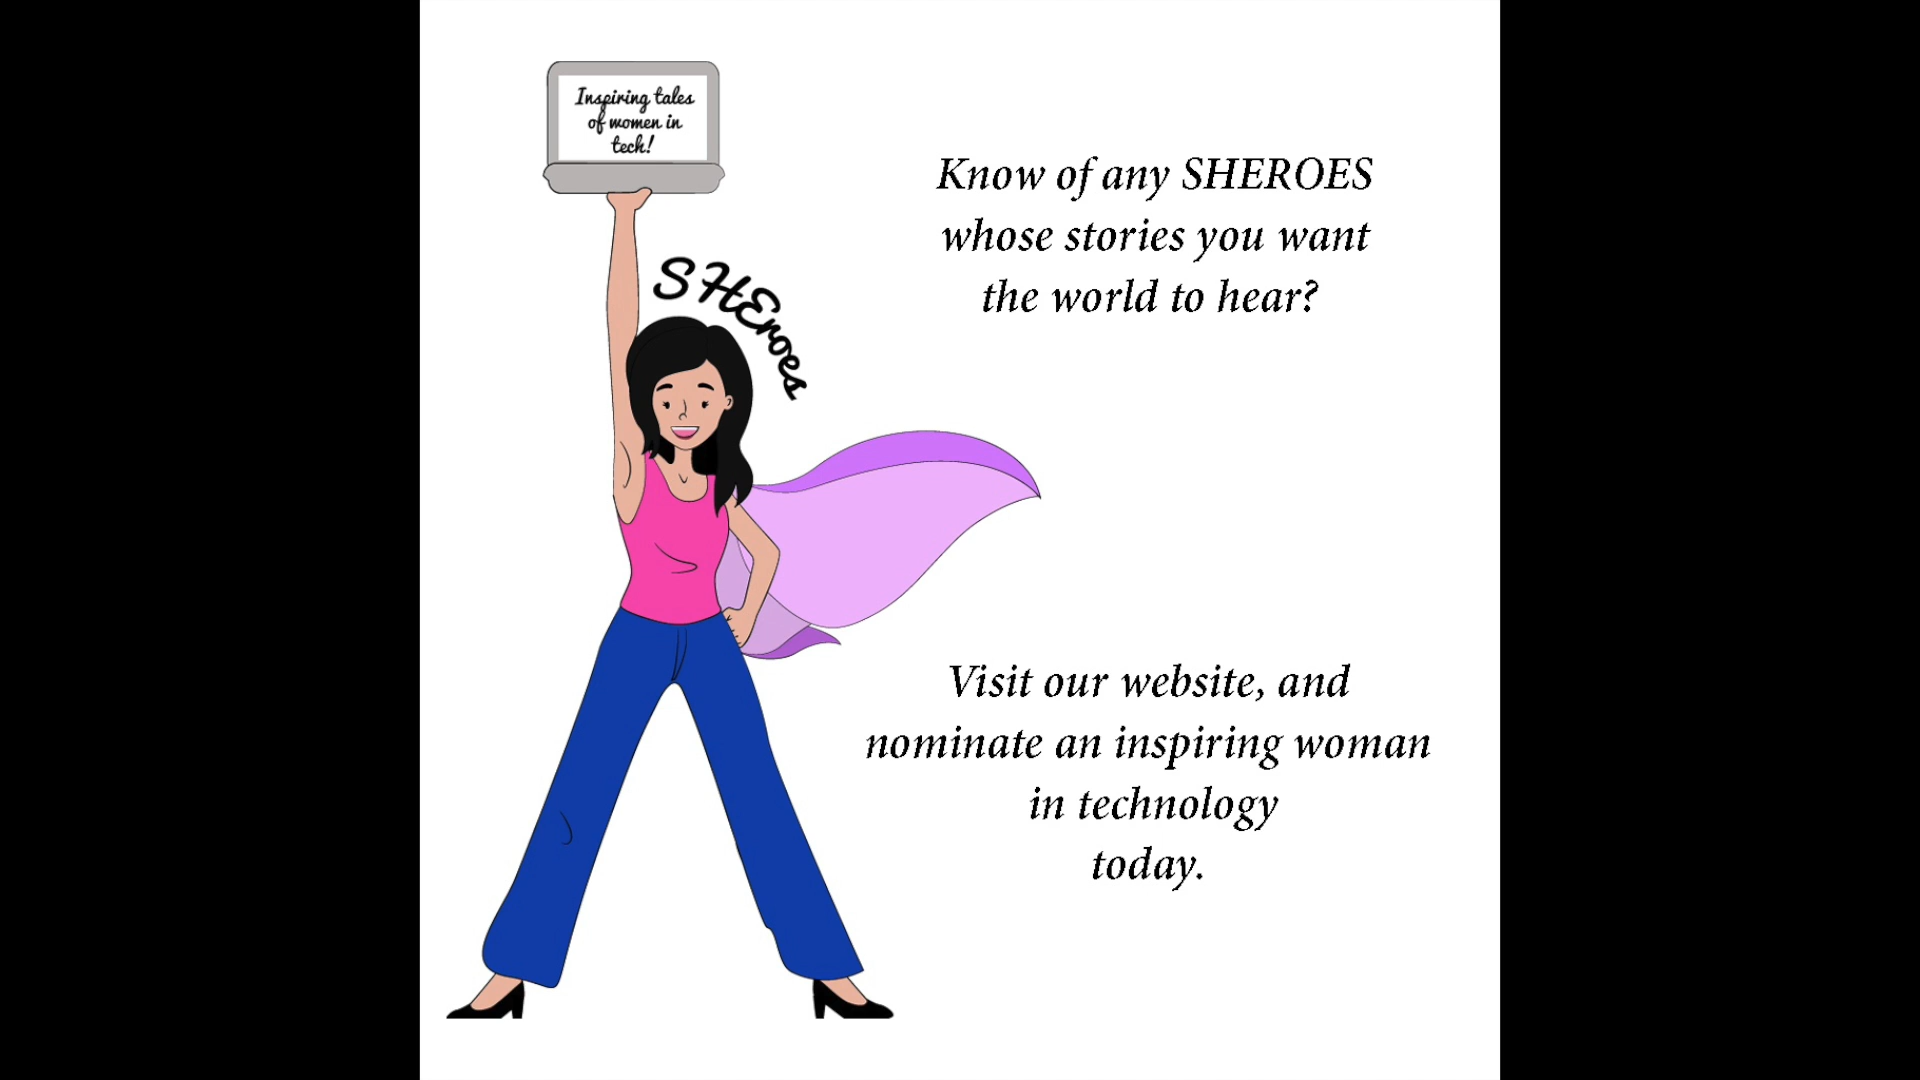 Inspiring tales
of women in
tech!
SHEroes
Know of any SHEROES
whose stories you want
the world to hear?
Visit our website, and
nominate an inspiring woman
in technology
today.